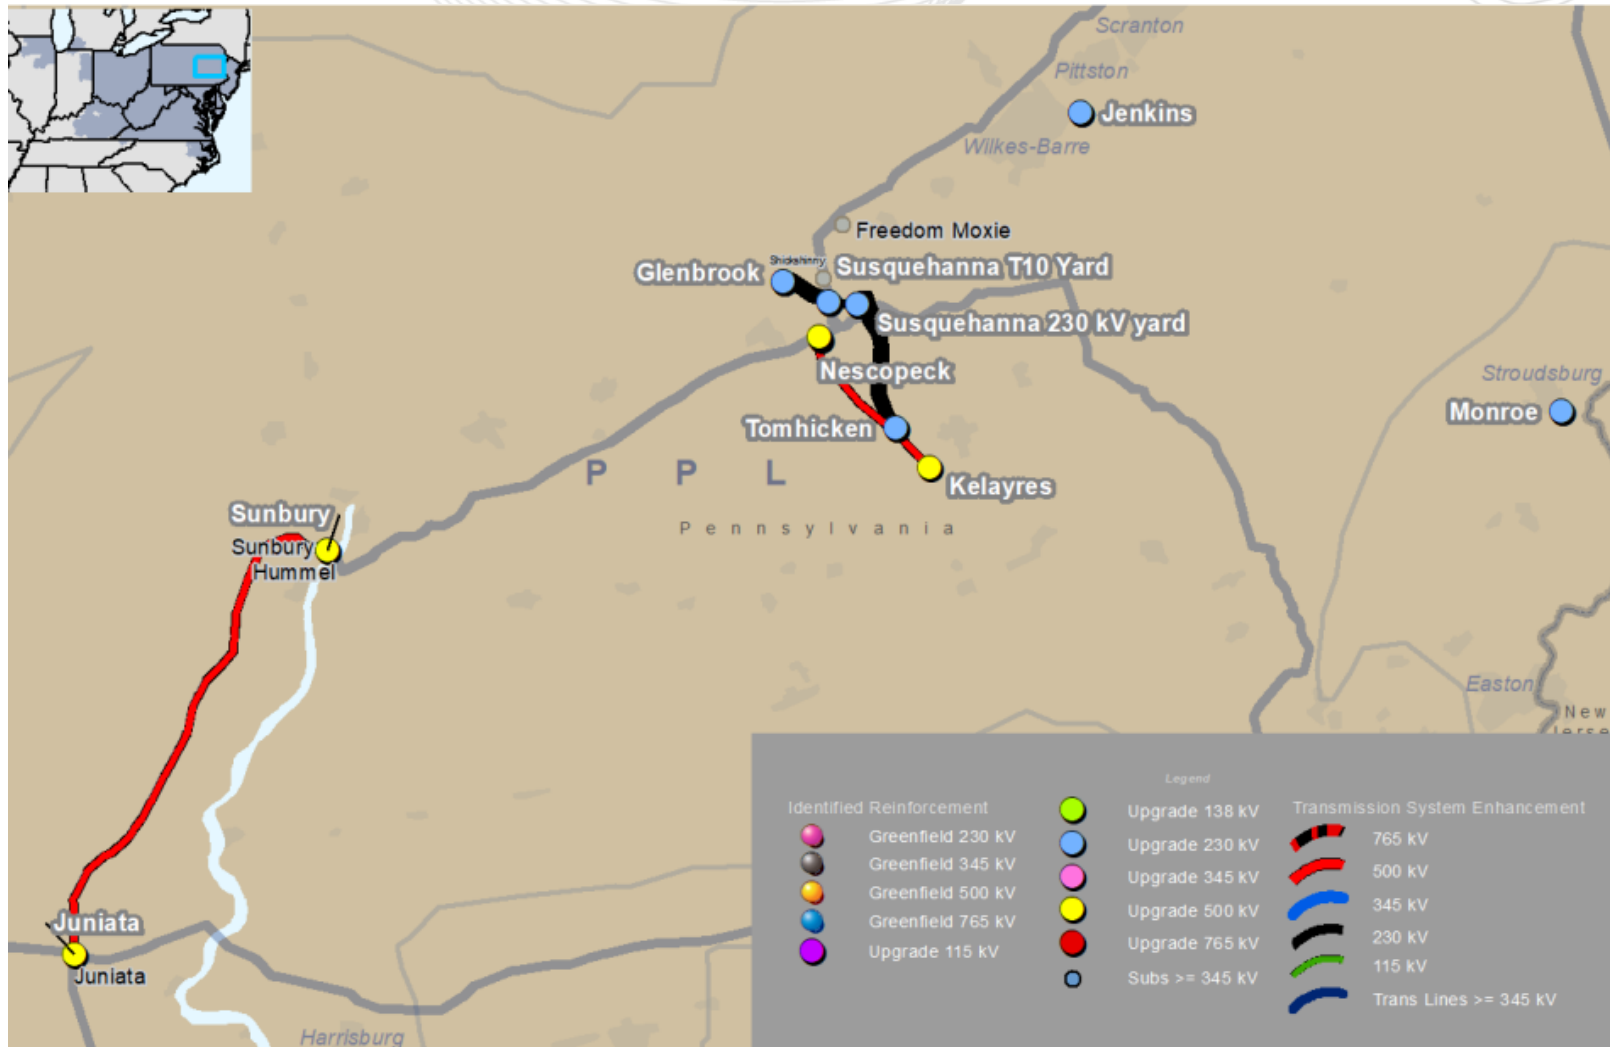 Scranton
Pittston
Jenkins
Wilkes-Barre
Freedom Moxie
Shickshinny
Glenbrook
Susquehanna T10 Yard
Susquehanna 230 kV yard
Nescopeck
Stroudsburg
Monroe
Tomhicken
P P L
Kelayres
Pennsylvania
Sunbury
Sunbury
Hummel
Easton
New
Juniata
Juniata
Harrisburg
Legend
Identified Reinforcement
Greenfield 230 kV
Greenfield 345 kV
Greenfield 500 kV
Greenfield 765 kV
Upgrade 115 kV
Upgrade 138 kV
Upgrade 230 kV
Upgrade 345 kV
Upgrade 500 kV
Upgrade 765 kV
Subs >= 345 kV
Transmission System Enhancement
765 kV
500 kV
345 kV
230 kV
115 kV
Trans Lines >= 345 kV